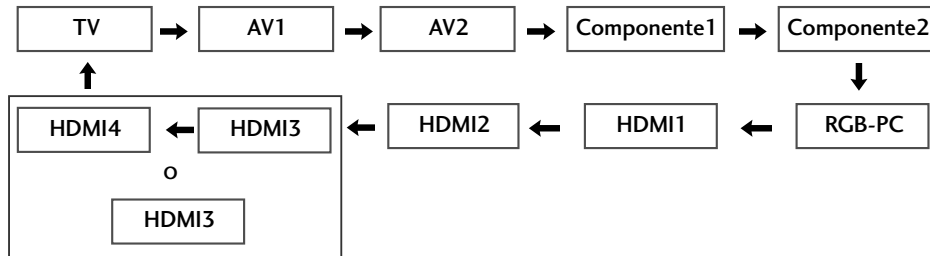 TV AV1 AV2 Componente1 Componente2
HDMI4 HDMI3 HDMI2 HDMI1 RGB-PC
O
HDMI3